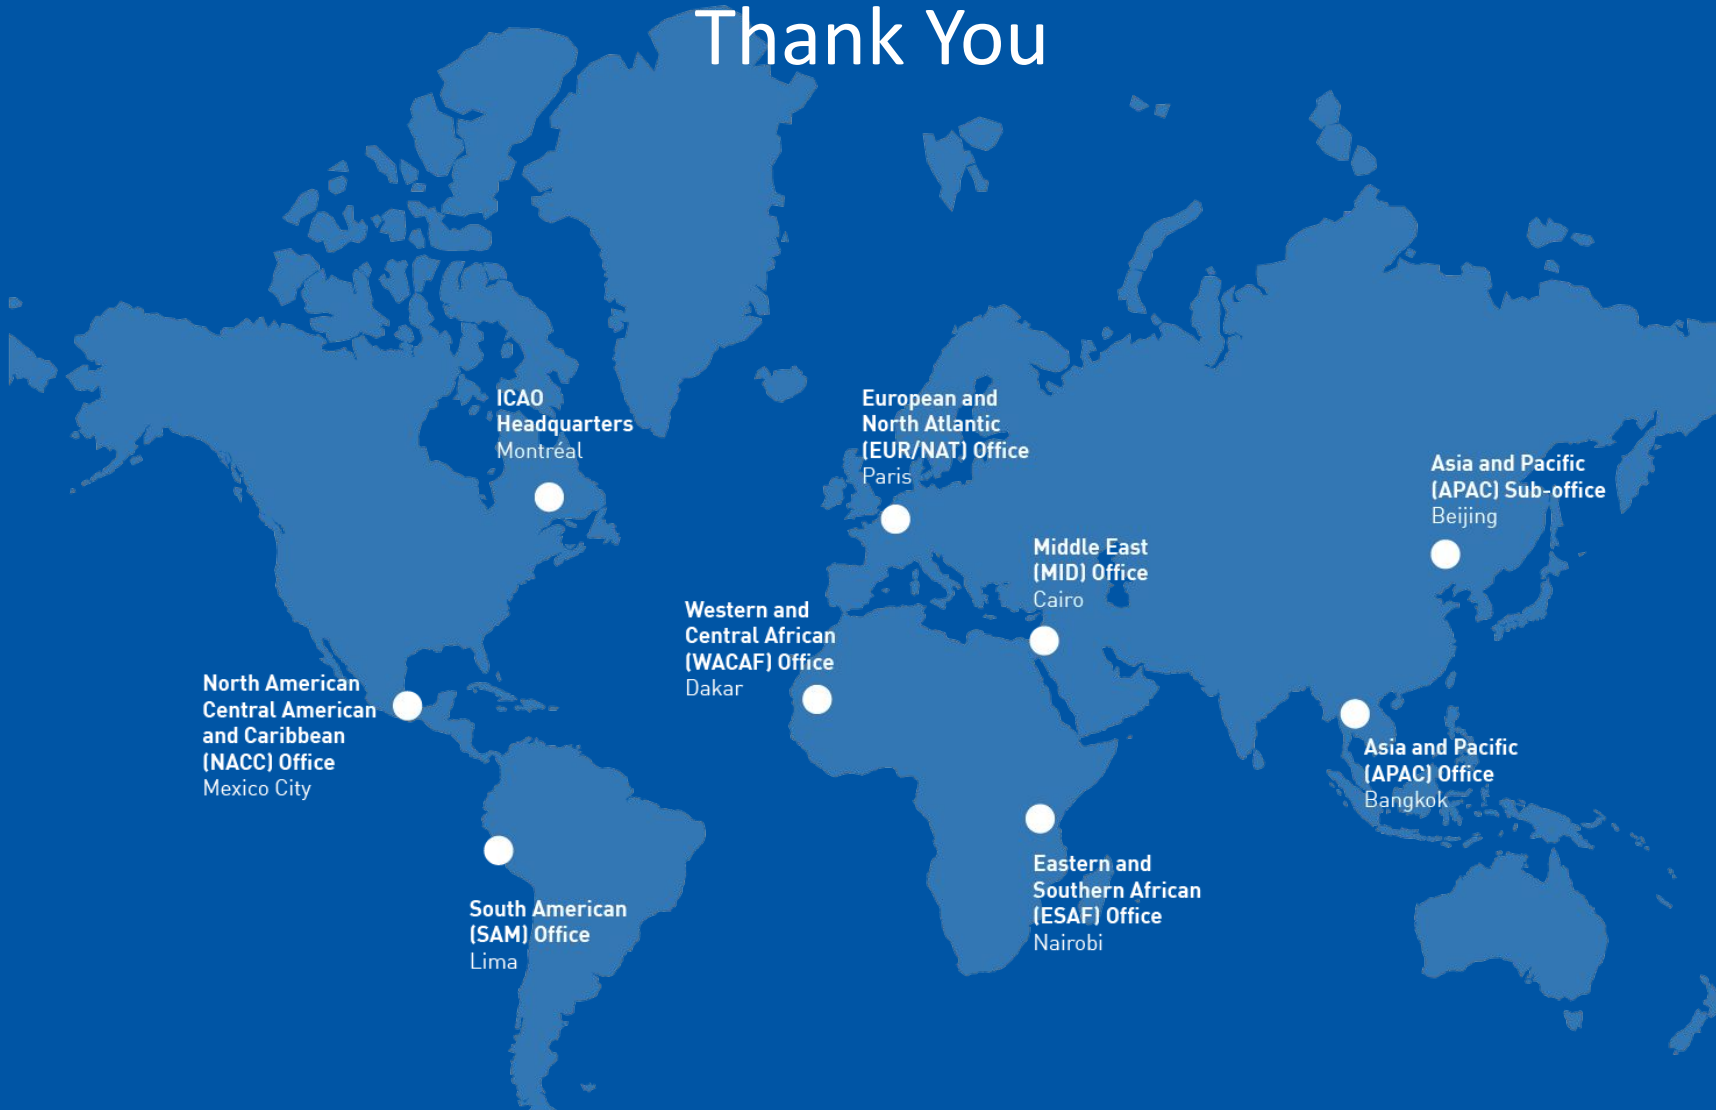 Thank You
ICAO
Headquarters
Montréal
European and
North Atlantic
(EUR/NAT) Office
Paris
Asia and Pacific
(APAC) Sub-office
Beijing
Middle East
(MID) Office
Cairo
Western and
Central African
(WACAF) Office
Dakar
North American
Central American
and Caribbean
(NACC) Office
Mexico City
Asia and Pacific
(APAC) Office
Bangkok
South American
(SAM) Office
Lima
Eastern and
Southern African
(ESAF) Office
Nairobi